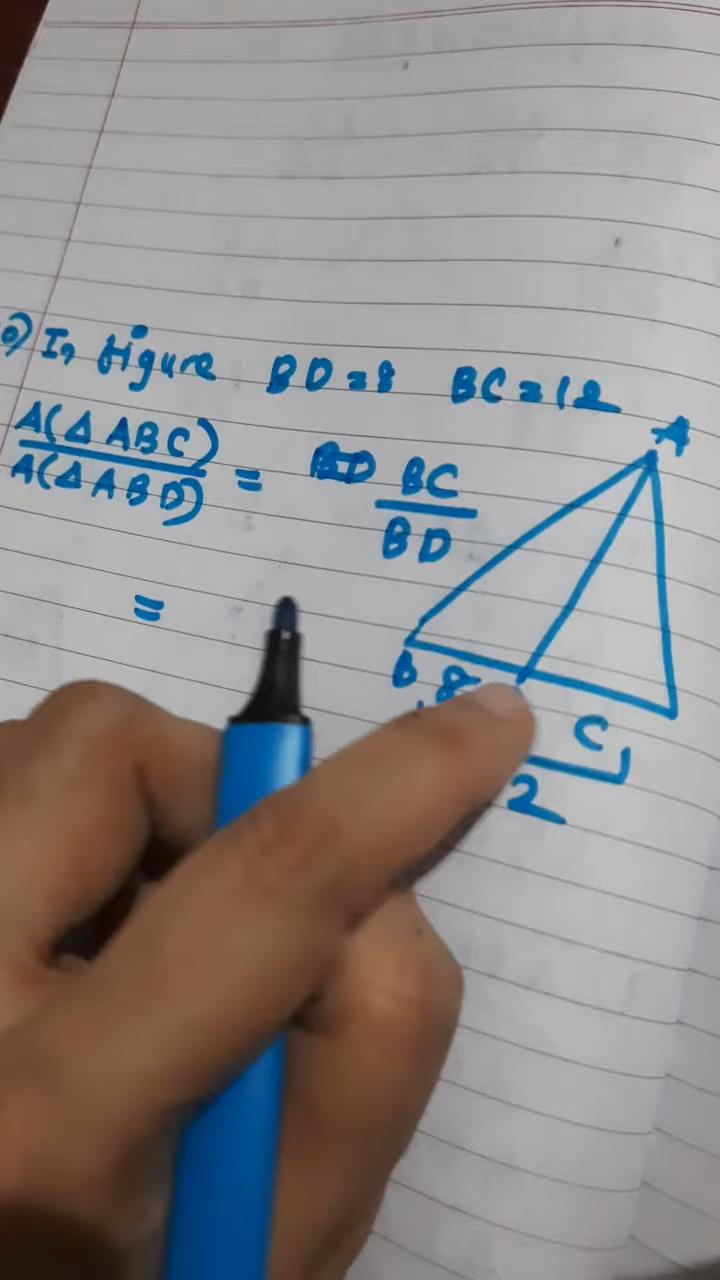 In figure BD=8 BC=12
A(Δ ABC)
A(Δ ABD)
=
BC
BD
=
A
B
8
C
2